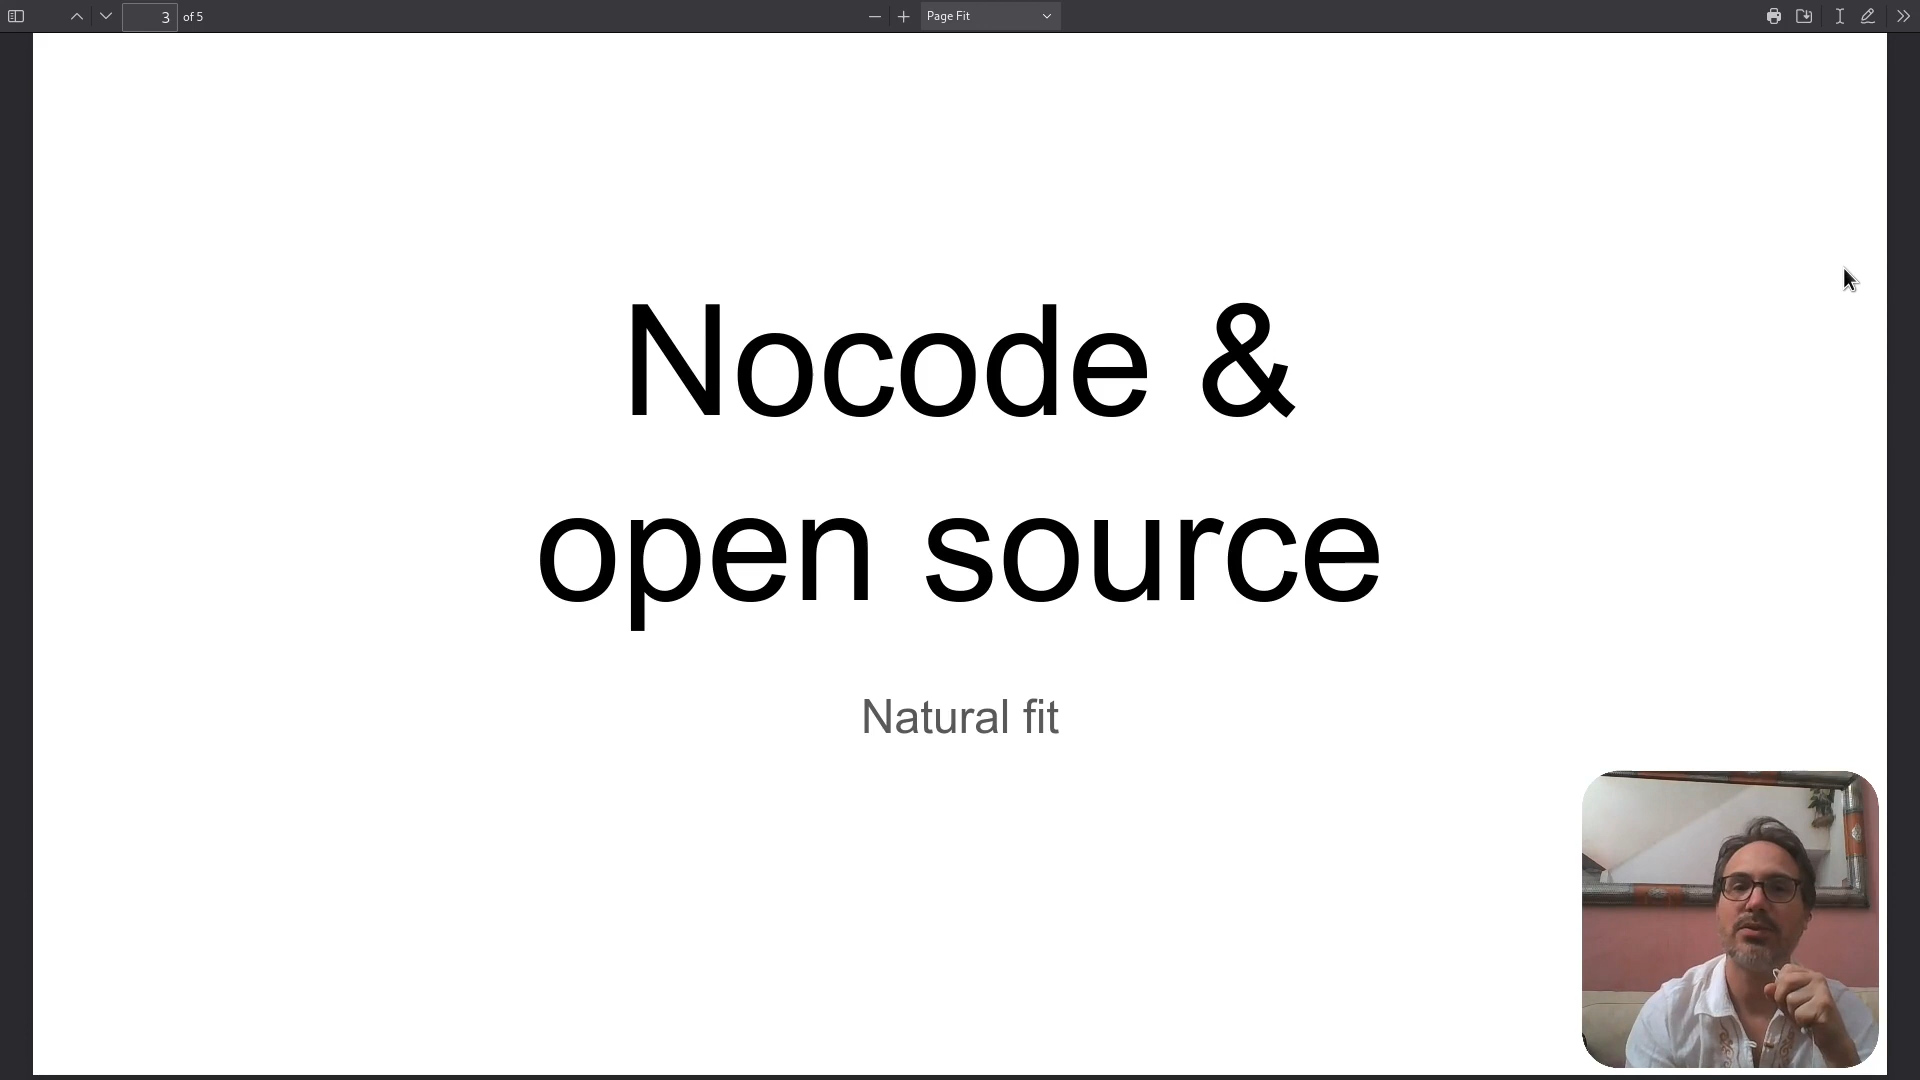 3 of 5
Page Fit
Nocode &
open source
Natural fit